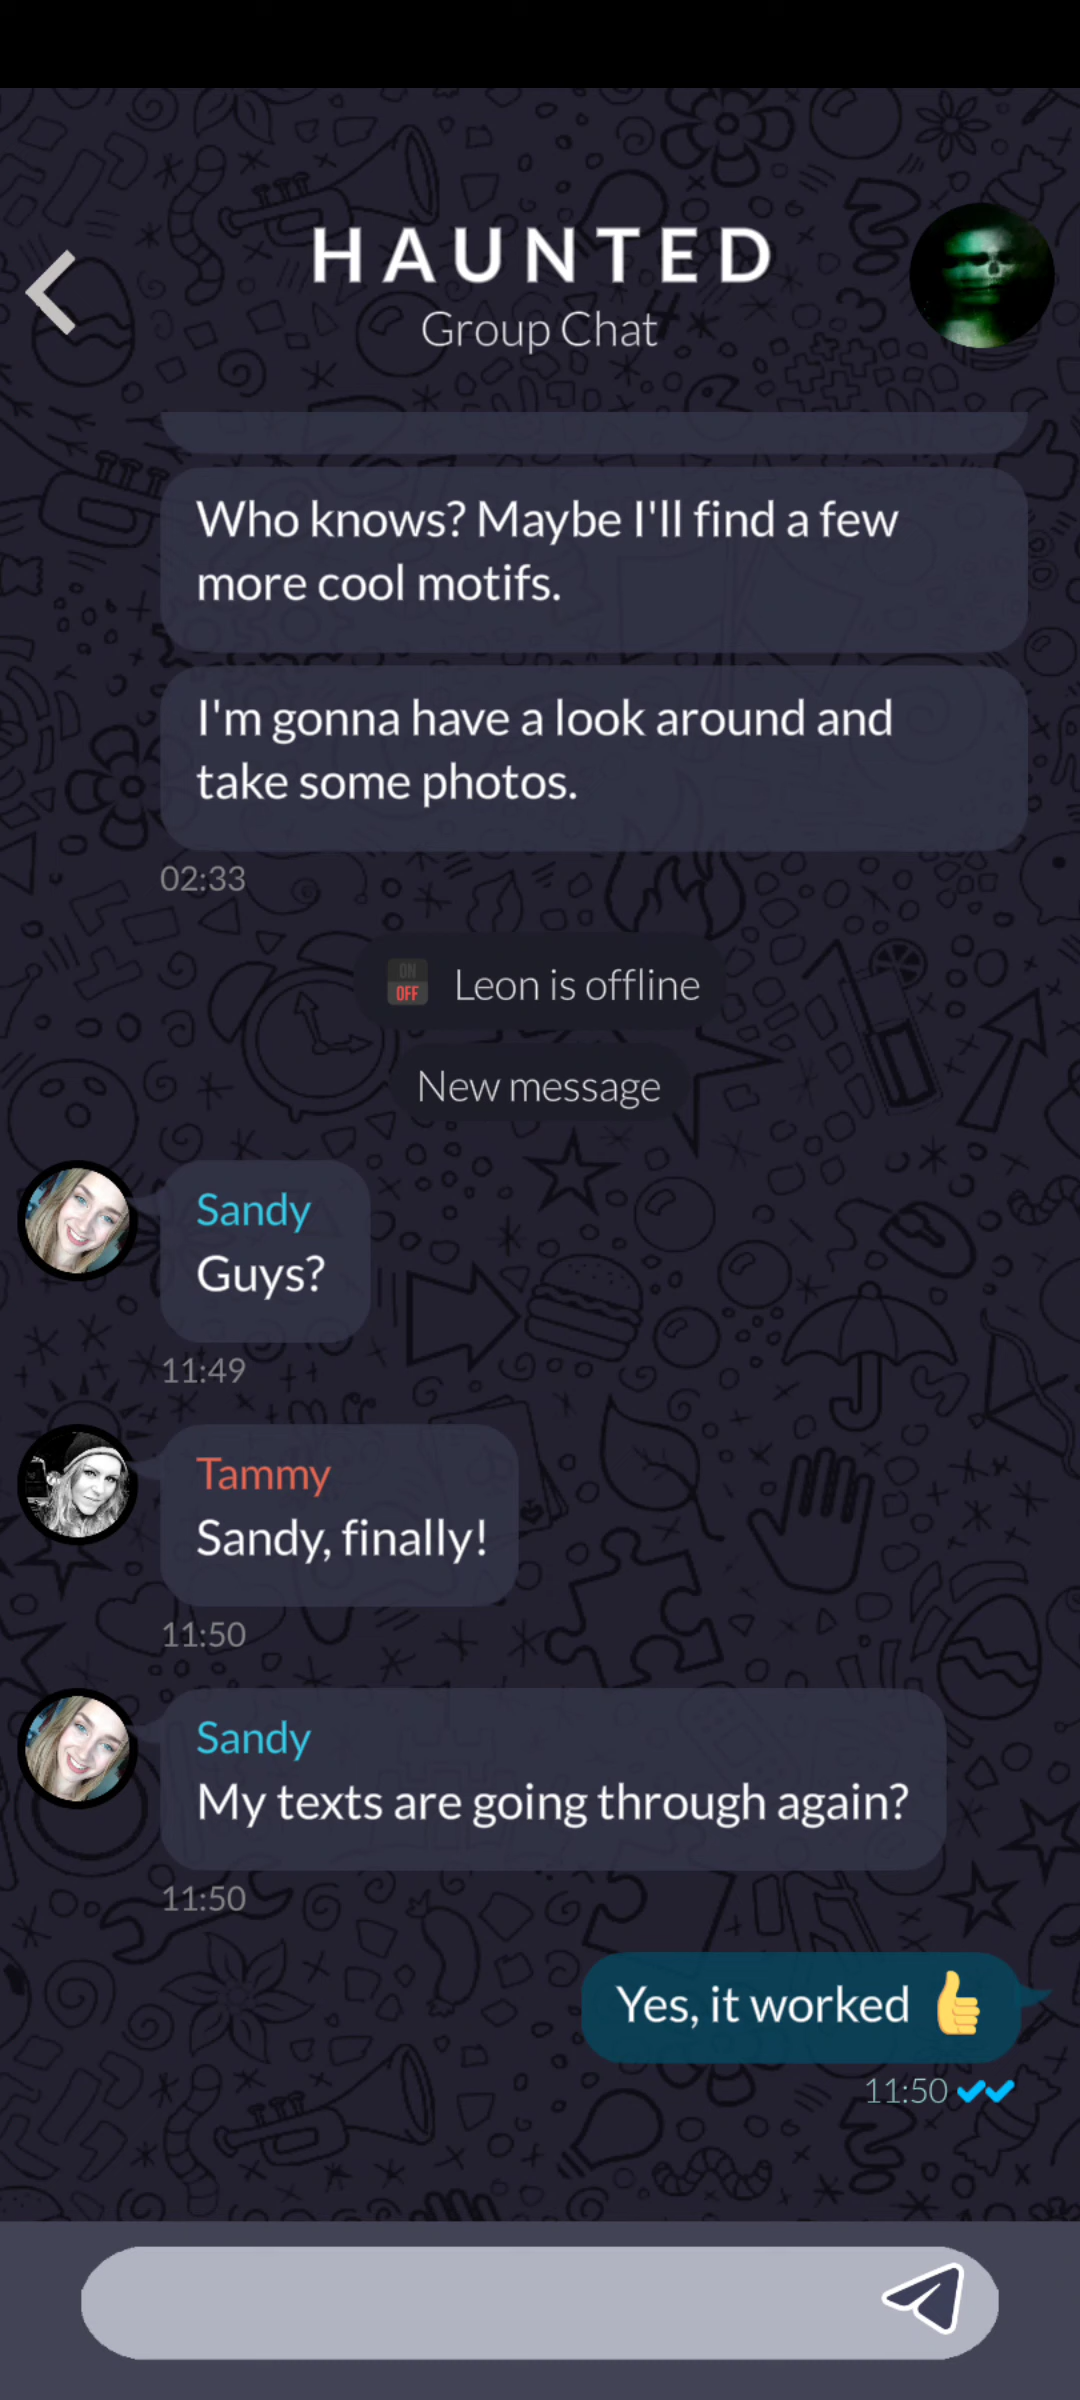 HAUNTED
Group Chat
Who knows? Maybe I'll find a few
more cool motifs.
I'm gonna have a look around and
take some photos.
02:33
ON
OFF
Leon is offline
New message
Sandy
Guys?
11:49
Tammy
Sandy, finally!
11:50
Sandy
My texts are going through again?
11:50
Yes, it worked 👍
11:50